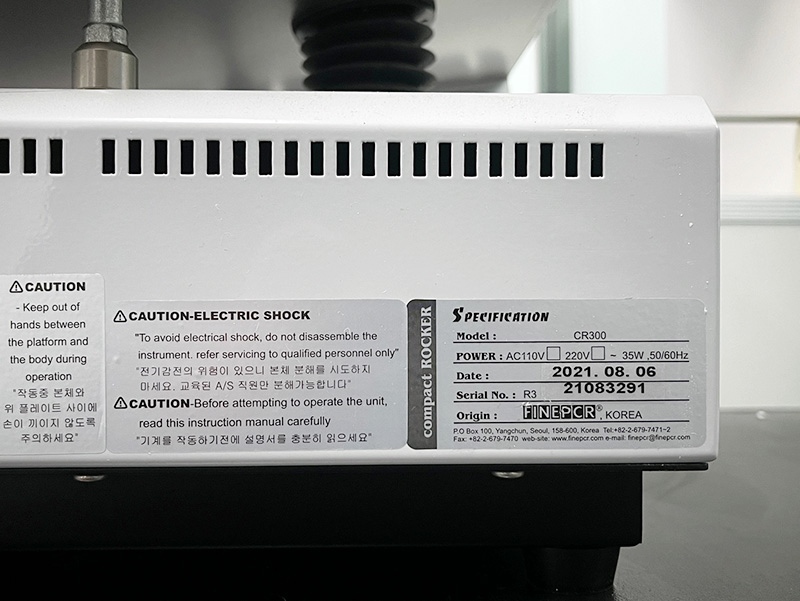 ⚠CAUTION
- Keep out of
hands between
the platform and
the body during
operation
"작동중 본체와
위 플레이트 사이에
손이 끼이지 않도록
주의하세요"
⚠CAUTION-ELECTRIC SHOCK
"To avoid electrical shock, do not disassemble the
instrument. refer servicing to qualified personnel only"
"전기감전의 위험이 있으니 본체 분해를 시도하지
마세요. 교육된 A/S 직원만 분해가능합니다"
⚠CAUTION-Before attempting to operate the unit,
read this instruction manual carefully
"기계를 작동하기전에 설명서를 충분히 읽으세요"
compact ROCKER
SPECIFICATION
Model : CR300
POWER : AC110V□ 220V□ ~ 35W ,50/60Hz
Date : 2021. 08. 06
Serial No. : R3 21083291
Origin : FINEPCR®, KOREA
P.O Box 100, Yangchun, Seoul, 158-600, Korea Tel:+82-2-679-7471~2
Fax: +82-2-679-7470 web-site: www.finepcr.com e-mail: finepcr@finepcr.com